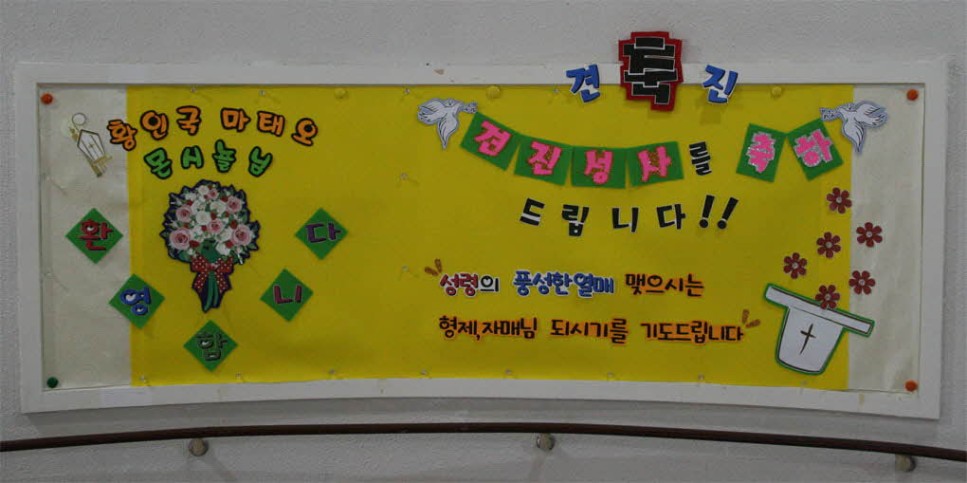 황인국 마태오
몬시뇰님
환영합니다
견 진
견진성사를 축하
드립니다!!
성령의 풍성한열매 맺으시는
형제,자매님 되시기를 기도드립니다